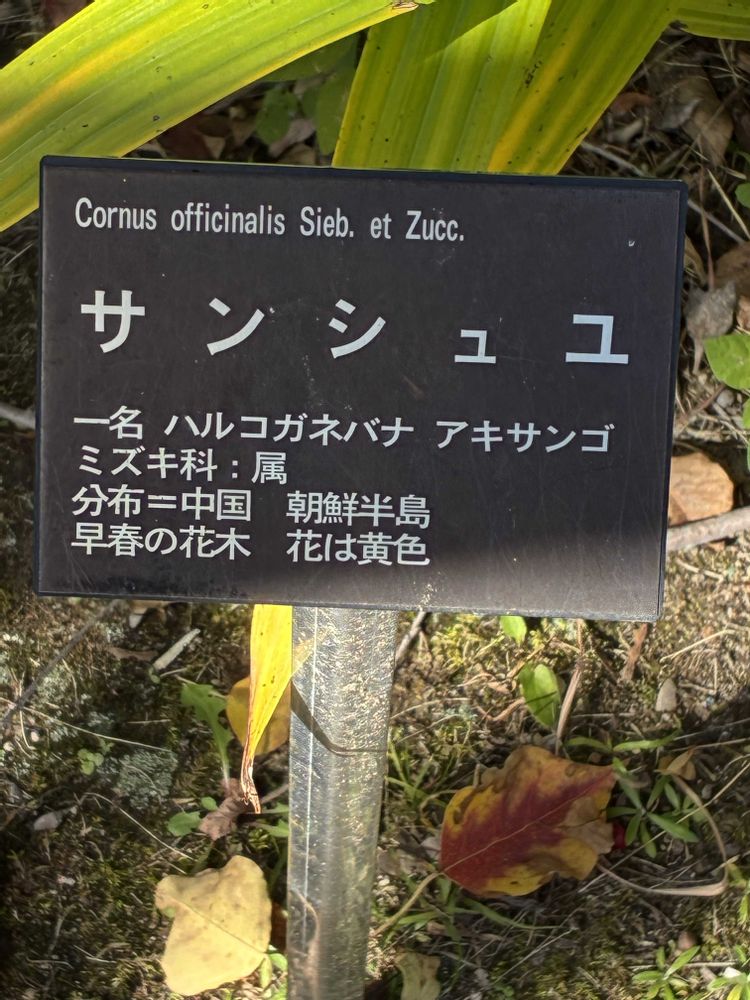 Cornus officinalis Sieb. et Zucc.
サンシュユ
一名 ハルコガネバナ アキサンゴ
ミズキ科：属
分布＝中国　朝鮮半島
早春の花木　花は黄色